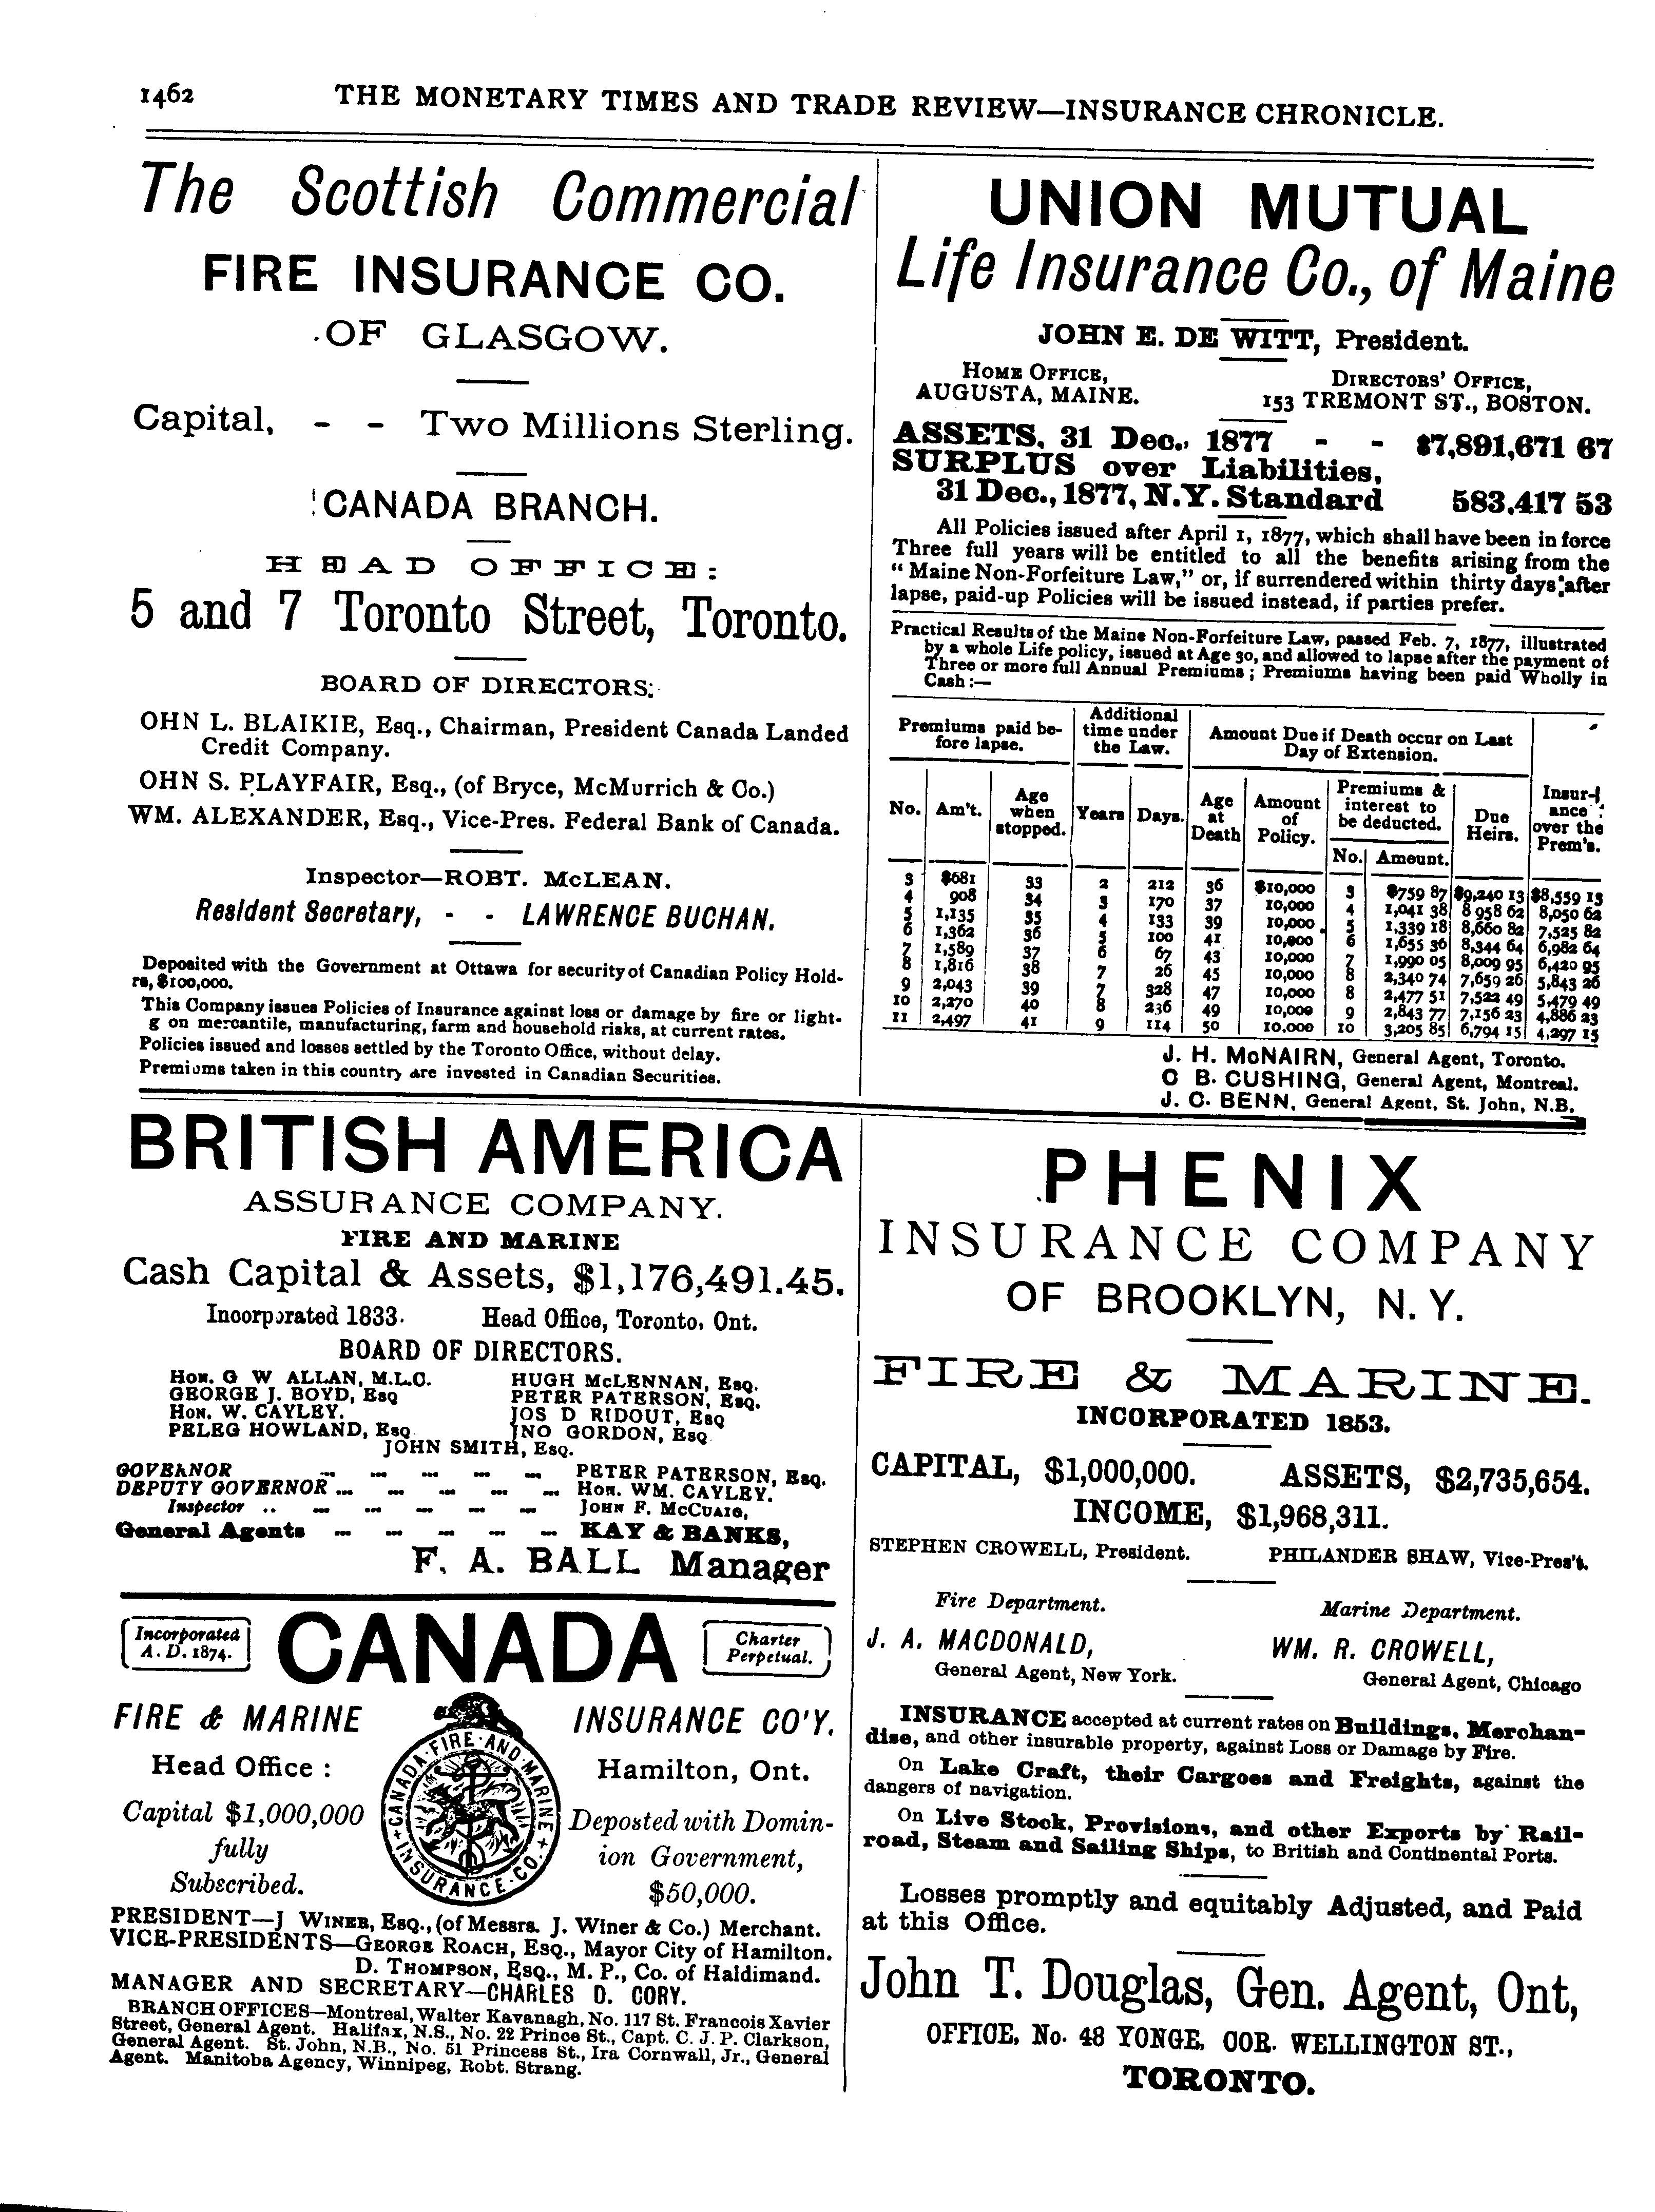 1462 THE MONETARY TIMES AND TRADE REVIEW—INSURANCE CHRONICLE.
The Scottish Commercial
FIRE INSURANCE CO.
OF GLASGOW.
Capital, - - Two Millions Sterling.
CANADA BRANCH.
HEAD OFFICE:
5 and 7 Toronto Street, Toronto.
BOARD OF DIRECTORS:
OHN L. BLAIKIE, Esq., Chairman, President Canada Landed
Credit Company.
OHN S. PLAYFAIR, Esq., (of Bryce, McMurrich & Co.)
WM. ALEXANDER, Esq., Vice-Pres. Federal Bank of Canada.
Inspector—ROBT. McLEAN.
Resident Secretary, - - LAWRENCE BUCHAN.
Deposited with the Government at Ottawa for security of Canadian Policy Hold-
rs, $100,000.
This Company issues Policies of Insurance against loss or damage by fire or light-
g on mercantile, manufacturing, farm and household risks, at current rates.
Policies issued and losses settled by the Toronto Office, without delay.
Premiums taken in this country are invested in Canadian Securities.
UNION MUTUAL
Life Insurance Co., of Maine
JOHN E. DE WITT, President.
HOME OFFICE, DIRECTORS' OFFICE,
AUGUSTA, MAINE. 153 TREMONT ST., BOSTON.
ASSETS, 31 Dec., 1877 - - $7,891,671 67
SURPLUS over Liabilities,
31 Dec., 1877, N.Y. Standard 583,417 53
All Policies issued after April 1, 1877, which shall have been in force
Three full years will be entitled to all the benefits arising from the
"Maine Non-Forfeiture Law," or, if surrendered within thirty days after
lapse, paid-up Policies will be issued instead, if parties prefer.
Practical Results of the Maine Non-Forfeiture Law, passed Feb. 7, 1877, illustrated
by a whole Life policy, issued at Age 30, and allowed to lapse after the payment of
Three or more full Annual Premiums; Premiums having been paid Wholly in
Cash:—
Premiums paid before lapse. Additional time under the Law. Amount Due if Death occur on Last Day of Extension.
No. Am't. Age when stopped. Years Days. Age at Death Amount of Policy. Premiums & interest to be deducted. No. Amount. Due Heirs. Insurance over the Prem's.
3 $681 33 2 212 36 $10,000 3 $759 87 $9,240 13 $8,559 13
4 908 34 3 170 37 10,000 4 1,041 38 8 958 62 8,050 62
5 1,135 35 4 133 39 10,000 5 1,339 18 8,660 82 7,525 82
6 1,362 36 5 100 41 10,000 6 1,655 36 8,344 64 6,982 64
7 1,589 37 6 67 43 10,000 7 1,990 05 8,009 95 6,420 95
8 1,816 38 7 26 45 10,000 8 2,340 74 7,659 26 5,843 26
9 2,043 39 7 328 47 10,000 8 2,477 51 7,522 49 5,479 49
10 2,270 40 8 236 49 10,000 9 2,843 77 7,156 23 4,886 23
11 2,497 41 9 114 50 10,000 10 3,205 85 6,794 15 4,297 15
J. H. McNAIRN, General Agent, Toronto.
C B. CUSHING, General Agent, Montreal.
J. C. BENN, General Agent, St. John, N.B.
BRITISH AMERICA
ASSURANCE COMPANY.
FIRE AND MARINE
Cash Capital & Assets, $1,176,491.45.
Incorporated 1833. Head Office, Toronto, Ont.
BOARD OF DIRECTORS.
HON. G W ALLAN, M.L.C. HUGH McLENNAN, ESQ.
GEORGE J. BOYD, ESQ PETER PATERSON, ESQ.
HON. W. CAYLEY. JOS D RIDOUT, ESQ
PELEG HOWLAND, ESQ. JNO GORDON, ESQ
JOHN SMITH, ESQ.
GOVERNOR PETER PATERSON, ESQ.
DEPUTY GOVERNOR HON. WM. CAYLEY.
Inspector JOHN F. McCUAIG,
General Agents KAY & BANKS,
F. A. BALL Manager
Incorporated A. D. 1874. CANADA Charter Perpetual.
FIRE & MARINE INSURANCE CO'Y.
CANADA FIRE AND MARINE INSURANCE CO.
Head Office: Hamilton, Ont.
Capital $1,000,000 Deposted with Domin-
fully ion Government,
Subscribed. $50,000.
PRESIDENT—J WINER, ESQ., (of Messrs. J. Winer & Co.) Merchant.
VICE-PRESIDENTS—GEORGE ROACH, ESQ., Mayor City of Hamilton.
D. THOMPSON, ESQ., M. P., Co. of Haldimand.
MANAGER AND SECRETARY—CHARLES D. CORY.
BRANCH OFFICES—Montreal, Walter Kavanagh, No. 117 St. Francois Xavier
Street, General Agent. Halifax, N.S., No. 22 Prince St., Capt. C. J. P. Clarkson,
General Agent. St. John, N.B., No. 51 Princess St., Ira Cornwall, Jr., General
Agent. Manitoba Agency, Winnipeg, Robt. Strang.
PHENIX
INSURANCE COMPANY
OF BROOKLYN, N. Y.
FIRE & MARINE.
INCORPORATED 1853.
CAPITAL, $1,000,000. ASSETS, $2,735,654.
INCOME, $1,968,311.
STEPHEN CROWELL, President. PHILANDER SHAW, Vice-Pres't.
Fire Department. Marine Department.
J. A. MACDONALD, WM. R. CROWELL,
General Agent, New York. General Agent, Chicago
INSURANCE accepted at current rates on Buildings, Merchan-
dise, and other insurable property, against Loss or Damage by Fire.
On Lake Craft, their Cargoes and Freights, against the
dangers of navigation.
On Live Stock, Provisions, and other Exports by Rail-
road, Steam and Sailing Ships, to British and Continental Ports.
Losses promptly and equitably Adjusted, and Paid
at this Office.
John T. Douglas, Gen. Agent, Ont,
OFFICE, No. 48 YONGE, COR. WELLINGTON ST.,
TORONTO.